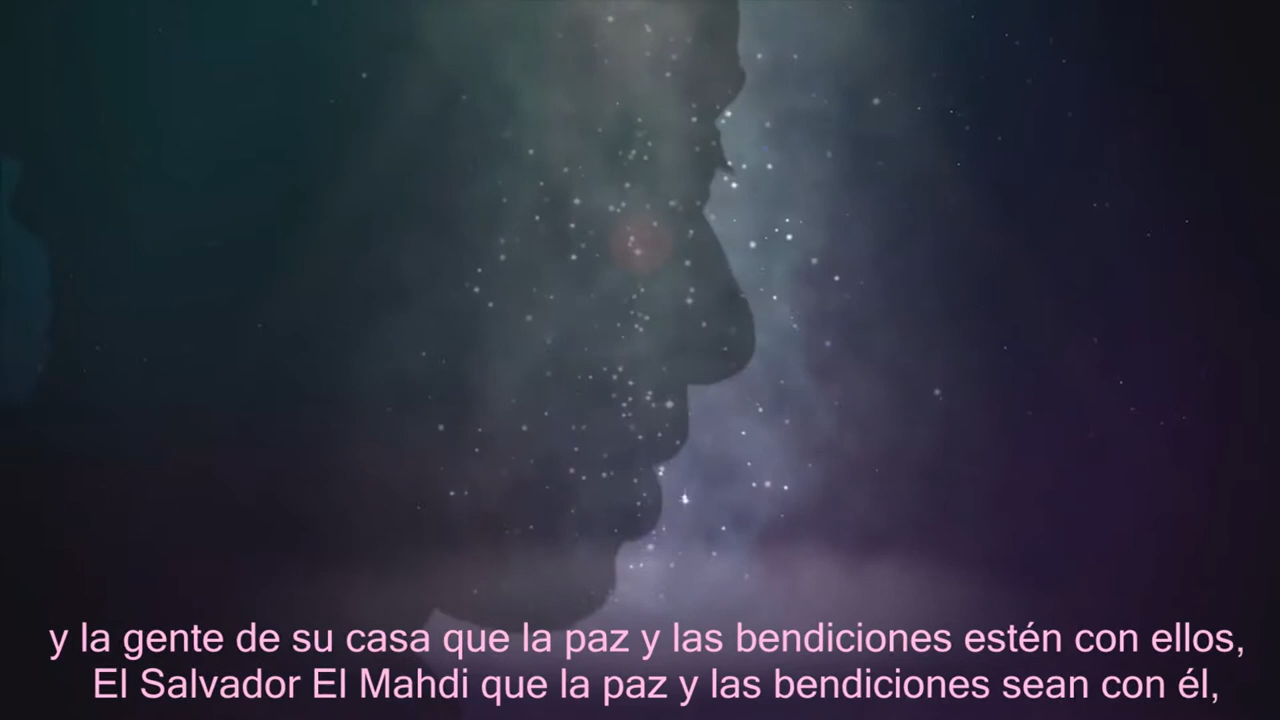 y la gente de su casa que la paz y las bendiciones estén con ellos,
El Salvador El Mahdi que la paz y las bendiciones sean con él,